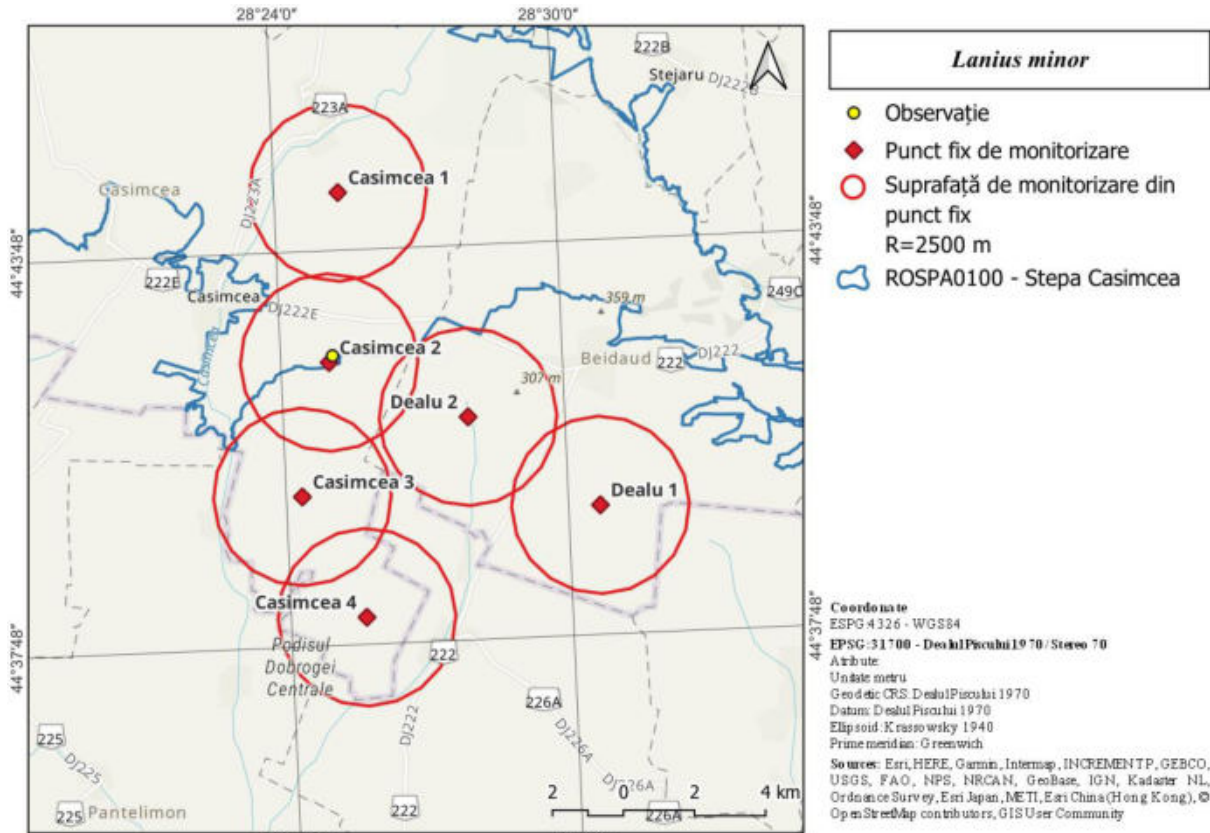 28°24'0" 28°30'0"
222B
Stejaru DJ222B
223A
Casimcea 1
Casimcea
DJ223A
44°43'48" 44°43'48"
222E
249C
Casimcea
DJ222E
359 m
Casimcea
Casimcea 2
Beidaud
222
DJ222
307 m
Dealu 2
Casimcea 3
Dealu 1
Casimcea 4
44°37'48" 44°37'48"
Podisul
Dobrogei
Centrale
222
226A
225
DJ225
DJ222
DJ226A
DJ226A
2 0 2 4 km
225
Pantelimon
222
226A
Lanius minor
Observație
Punct fix de monitorizare
Suprafață de monitorizare din
punct fix
R=2500 m
ROSPA0100 - Stepa Casimcea
Coordonate
ESPG:4326 - WGS84
EPSG:31700 - Dealul Piscului 1970 / Stereo 70
Atribute
Unitate metru
Geodetic CRS: Dealul Piscului 1970
Datum: Dealul Piscului 1970
Ellipsoid: Krassowsky 1940
Prime meridian: Greenwich
Sources: Esri, HERE, Garmin, Intermap, INCREMENT P, GEBCO,
USGS, FAO, NPS, NRCAN, GeoBase, IGN, Kadaster NL,
Ordnance Survey, Esri Japan, METI, Esri China (Hong Kong), ©
OpenStreetMap contributors, GIS User Community